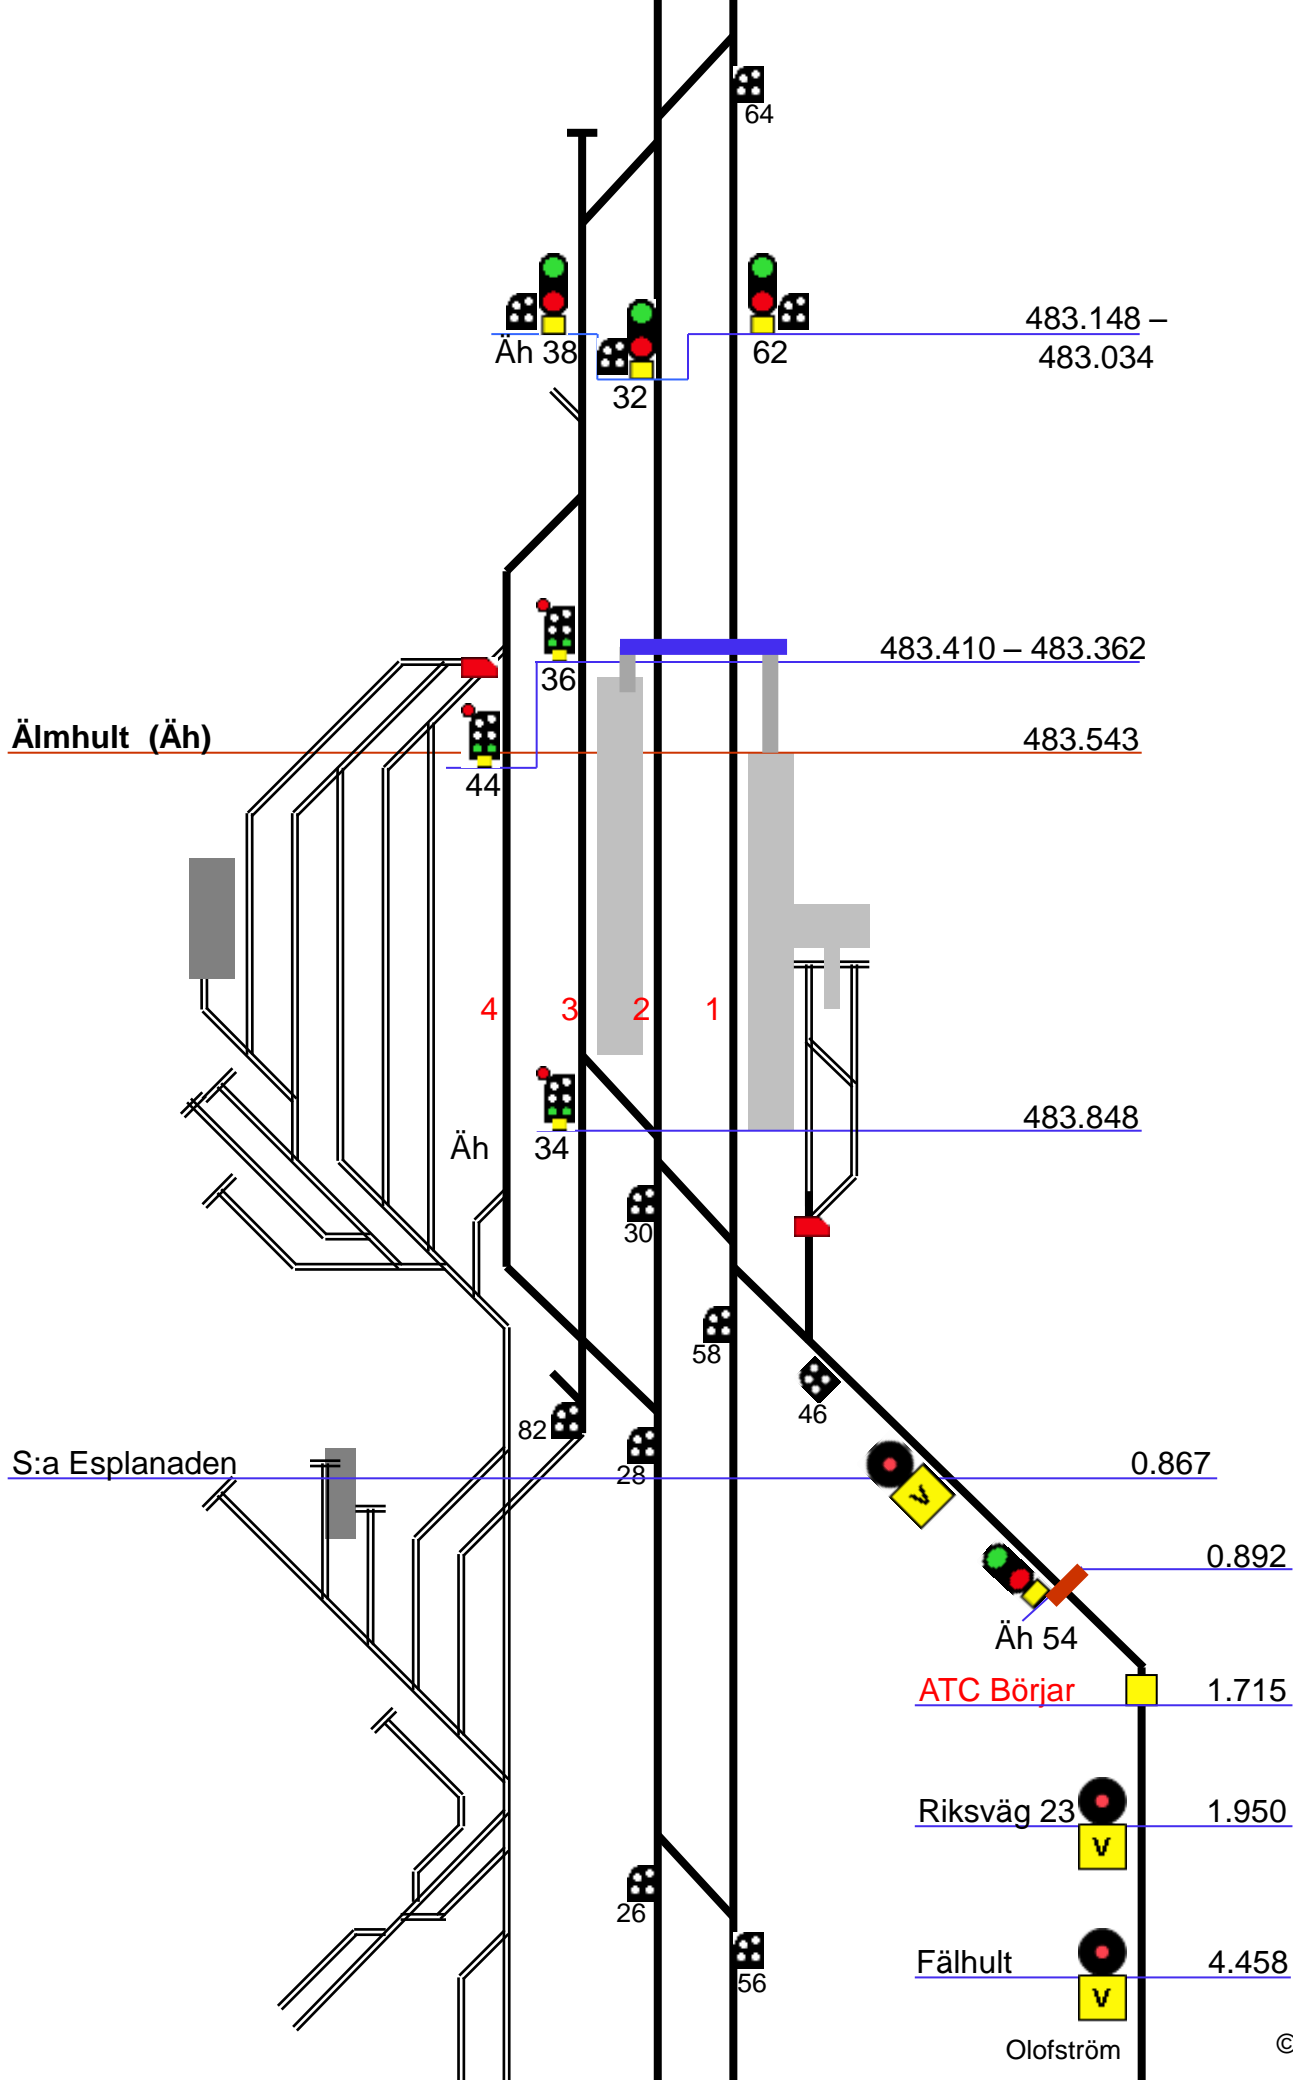 64
483.148 –
Äh 38
62
483.034
32
483.410 – 483.362
36
Älmhult (Äh)
483.543
44
4
3
2
1
483.848
Äh
34
30
58
46
82
S:a Esplanaden
28
0.867
V
0.892
Äh 54
ATC Börjar
1.715
Riksväg 23
1.950
V
26
Fälhult
4.458
56
V
Olofström
©